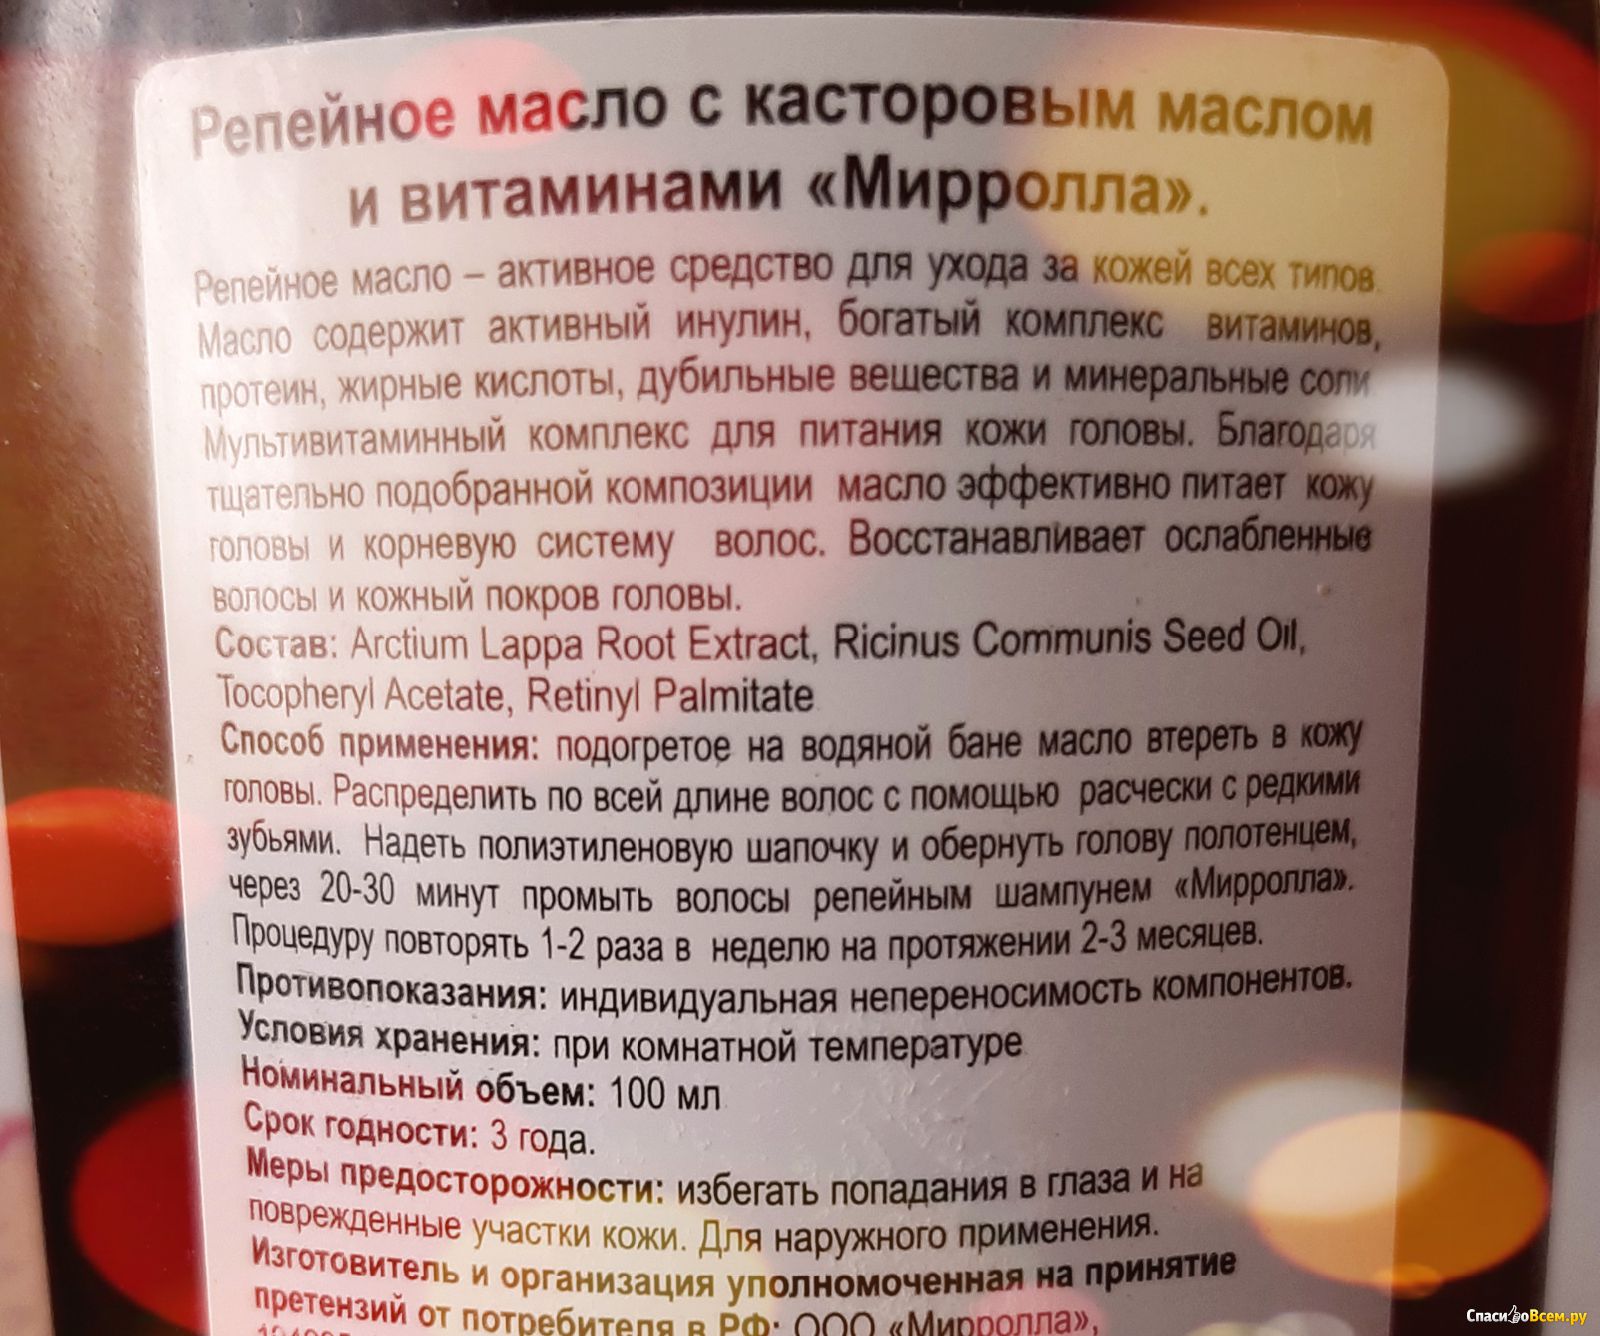 Репейное масло с касторовым маслом
и витаминами «Мирролла».
Репейное масло – активное средство для ухода за кожей всех типов.
Масло содержит активный инулин, богатый комплекс витаминов,
протеин, жирные кислоты, дубильные вещества и минеральные соли
Мультивитаминный комплекс для питания кожи головы. Благодаря
тщательно подобранной композиции масло эффективно питает кожу
головы и корневую систему волос. Восстанавливает ослабленные
волосы и кожный покров головы.
Состав: Arctium Lappa Root Extract, Ricinus Communis Seed Oil,
Tocopheryl Acetate, Retinyl Palmitate
Способ применения: подогретое на водяной бане масло втереть в кожу
головы. Распределить по всей длине волос с помощью расчески с редкими
зубьями. Надеть полиэтиленовую шапочку и обернуть голову полотенцем,
через 20-30 минут промыть волосы репейным шампунем «Мирролла».
Процедуру повторять 1-2 раза в неделю на протяжении 2-3 месяцев.
Противопоказания: индивидуальная непереносимость компонентов.
Условия хранения: при комнатной температуре
Номинальный объем: 100 мл
Срок годности: 3 года.
Меры предосторожности: избегать попадания в глаза и на
поврежденные участки кожи. Для наружного применения.
Изготовитель и организация уполномоченная на принятие
претензий от потребителя в РФ: ООО «Мирролла»,
СпасибоВсем.ру